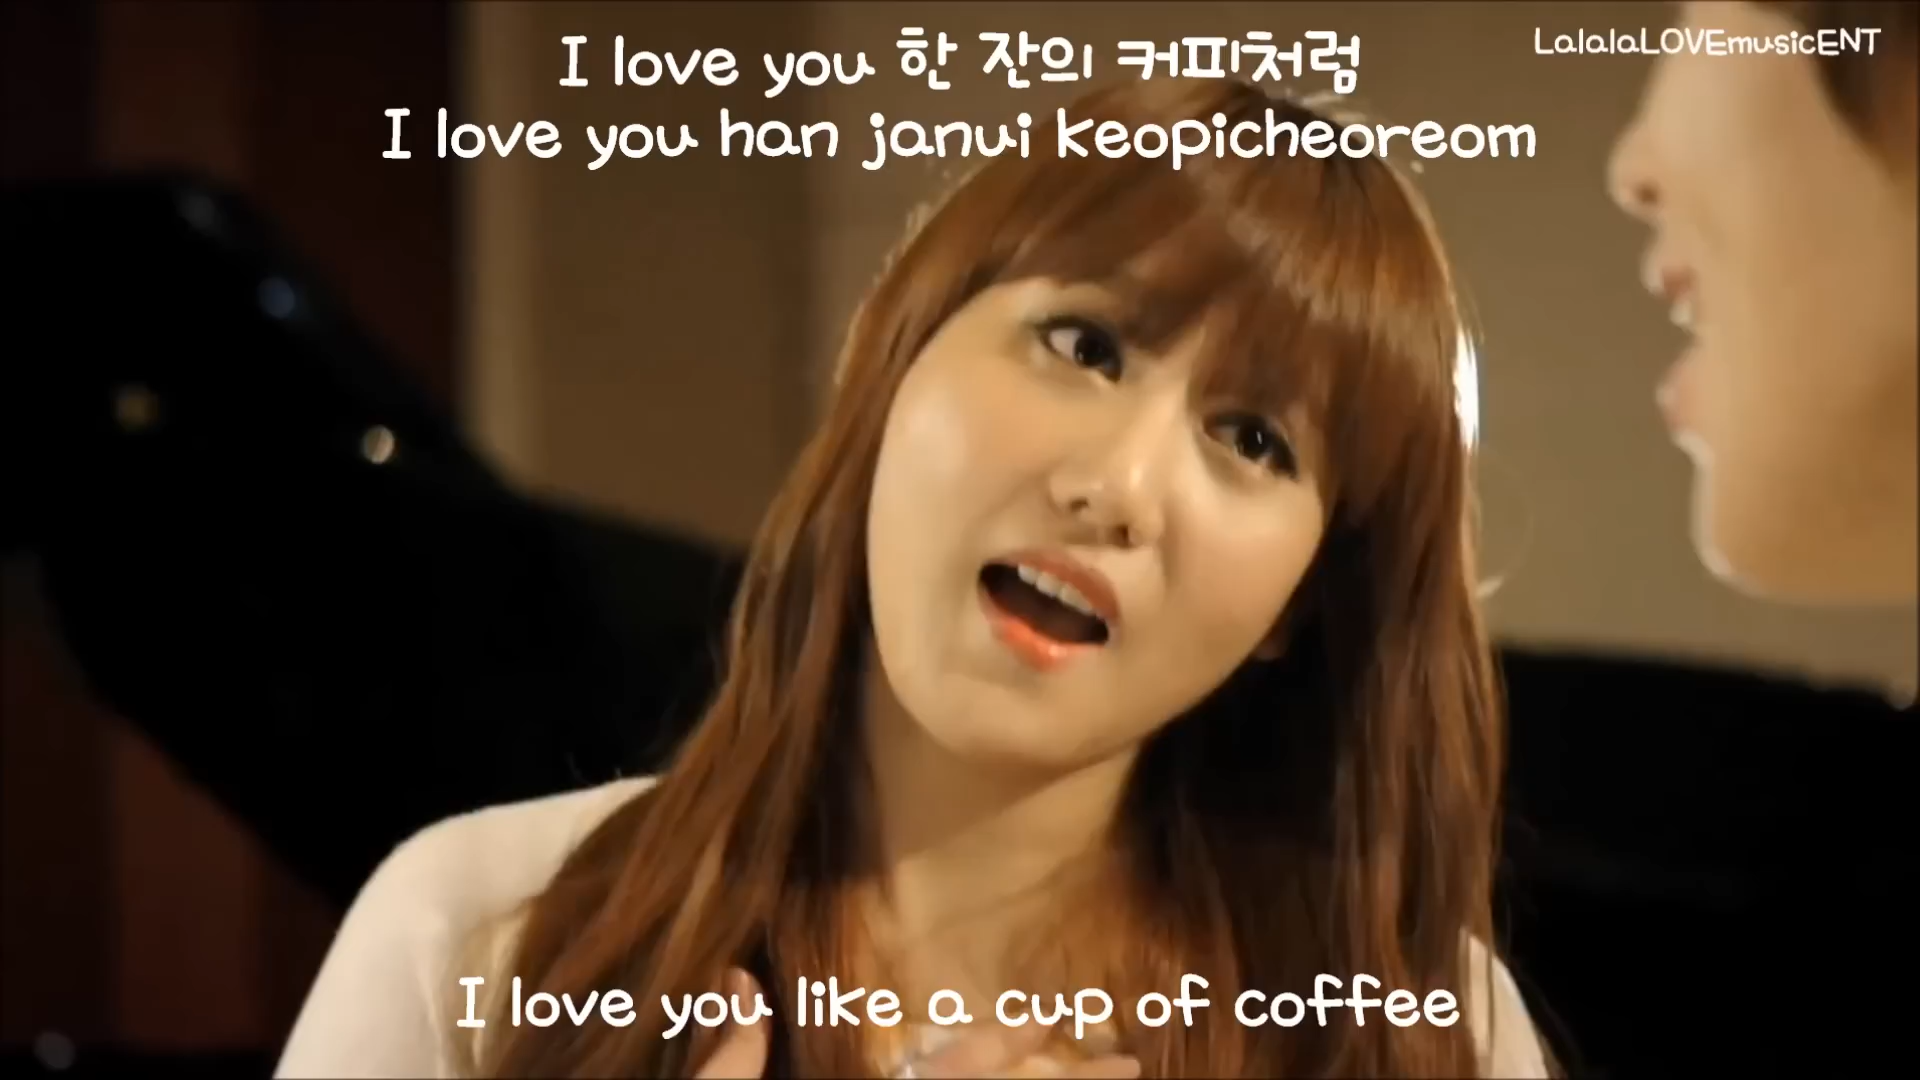 LalalaLOVEmusicENT
I love you 한 잔의 커피처럼
I love you han janui keopicheoreom
I love you like a cup of coffee